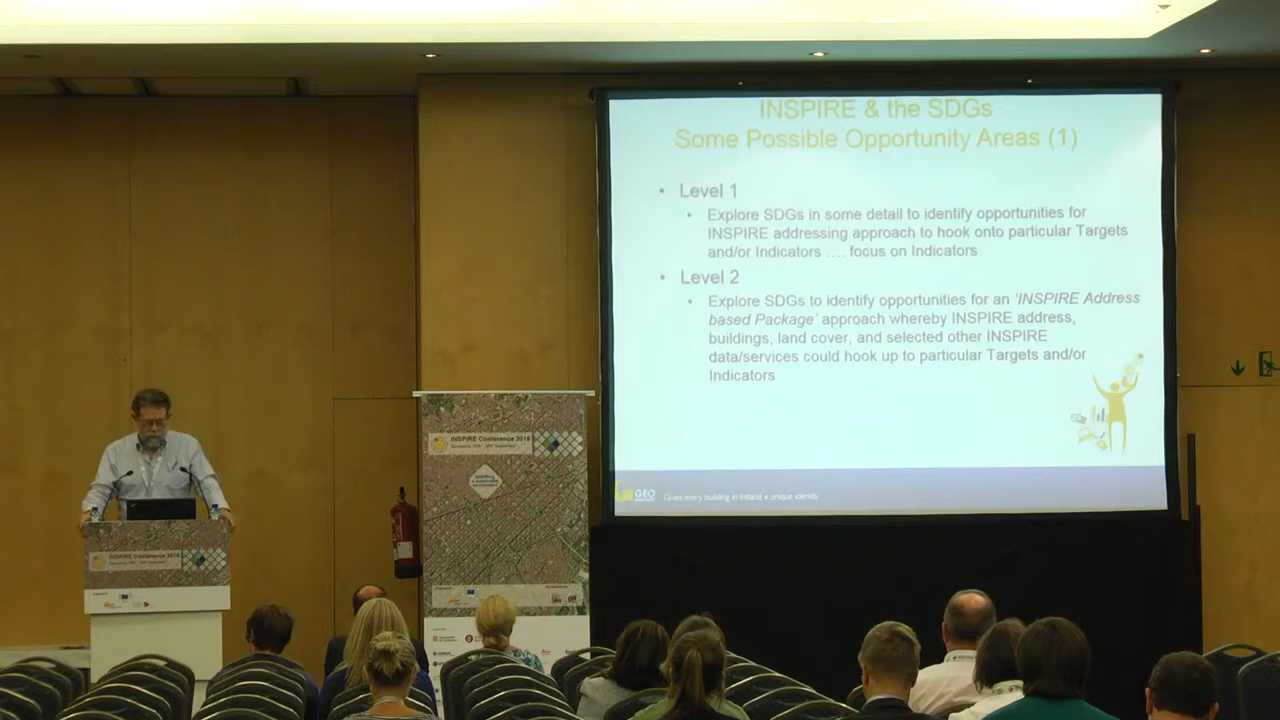 INSPIRE & the SDGs
Some Possible Opportunity Areas (1)
• Level 1
• Explore SDGs in some detail to identify opportunities for
INSPIRE addressing approach to hook onto particular Targets
and/or Indicators …. focus on Indicators
• Level 2
• Explore SDGs to identify opportunities for an 'INSPIRE Address
based Package' approach whereby INSPIRE address,
buildings, land cover, and selected other INSPIRE
data/services could hook up to particular Targets and/or
Indicators
GEO
Gives every building in Ireland a unique identity
INSPIRE Conference 2016
INSPIRE Conference 2016